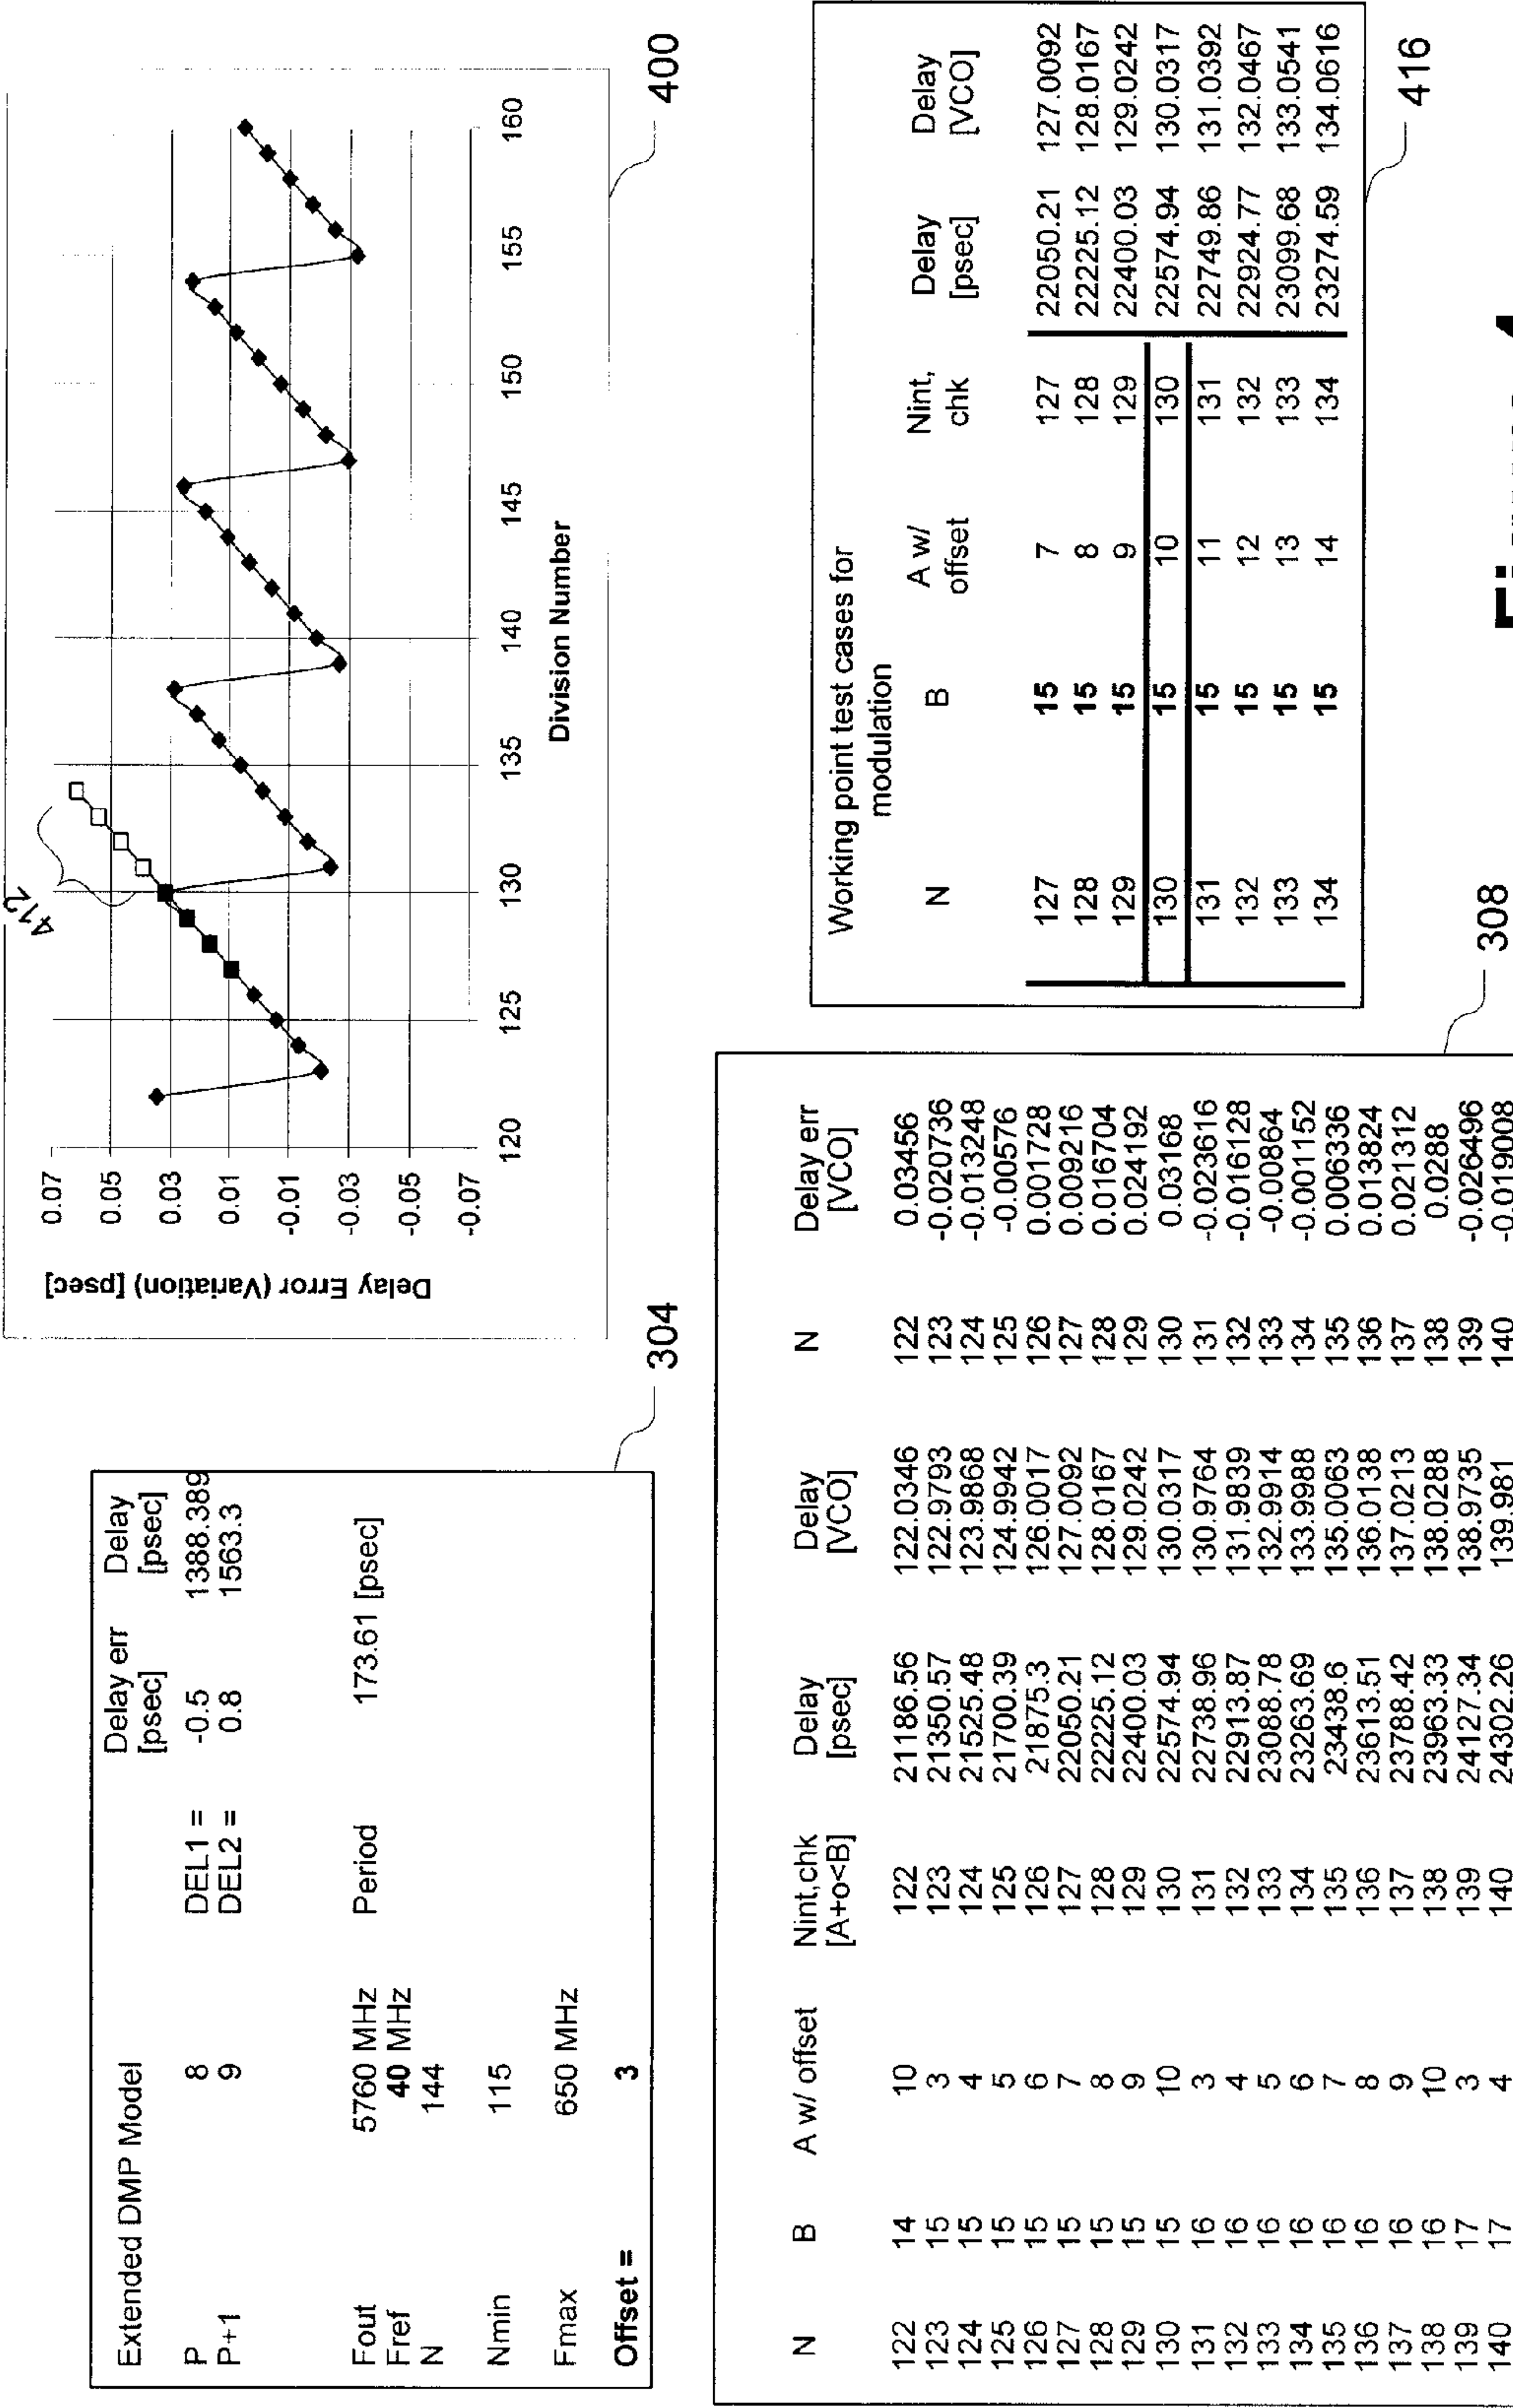 Extended DMP Model
Delay err [psec] Delay [psec]
P 8 DEL1 = -0.5 1388.389
P+1 9 DEL2 = 0.8 1563.3
Fout 5760 MHz Period 173.61 [psec]
Fref 40 MHz
N 144
Nmin 115
Fmax 650 MHz
Offset = 3
304
412
0.07
0.05
0.03
0.01
-0.01
-0.03
-0.05
-0.07
Delay Error (Variation) [psec]
120 125 130 135 140 145 150 155 160
Division Number
400
N B A w/ offset Nint,chk [A+o<B] Delay [psec] Delay [VCO] N Delay err [VCO]
122 14 10 122 21186.56 122.0346 122 0.03456
123 15 3 123 21350.57 122.9793 123 -0.020736
124 15 4 124 21525.48 123.9868 124 -0.013248
125 15 5 125 21700.39 124.9942 125 -0.00576
126 15 6 126 21875.3 126.0017 126 0.001728
127 15 7 127 22050.21 127.0092 127 0.009216
128 15 8 128 22225.12 128.0167 128 0.016704
129 15 9 129 22400.03 129.0242 129 0.024192
130 15 10 130 22574.94 130.0317 130 0.03168
131 16 3 131 22738.96 130.9764 131 -0.023616
132 16 4 132 22913.87 131.9839 132 -0.016128
133 16 5 133 23088.78 132.9914 133 -0.00864
134 16 6 134 23263.69 133.9988 134 -0.001152
135 16 7 135 23438.6 135.0063 135 0.006336
136 16 8 136 23613.51 136.0138 136 0.013824
137 16 9 137 23788.42 137.0213 137 0.021312
138 16 10 138 23963.33 138.0288 138 0.0288
139 17 3 139 24127.34 138.9735 139 -0.026496
140 17 4 140 24302.26 139.981 140 -0.019008
308
Working point test cases for
modulation
N B A w/ offset Nint, chk Delay [psec] Delay [VCO]
127 15 7 127 22050.21 127.0092
128 15 8 128 22225.12 128.0167
129 15 9 129 22400.03 129.0242
130 15 10 130 22574.94 130.0317
131 15 11 131 22749.86 131.0392
132 15 12 132 22924.77 132.0467
133 15 13 133 23099.68 133.0541
134 15 14 134 23274.59 134.0616
416